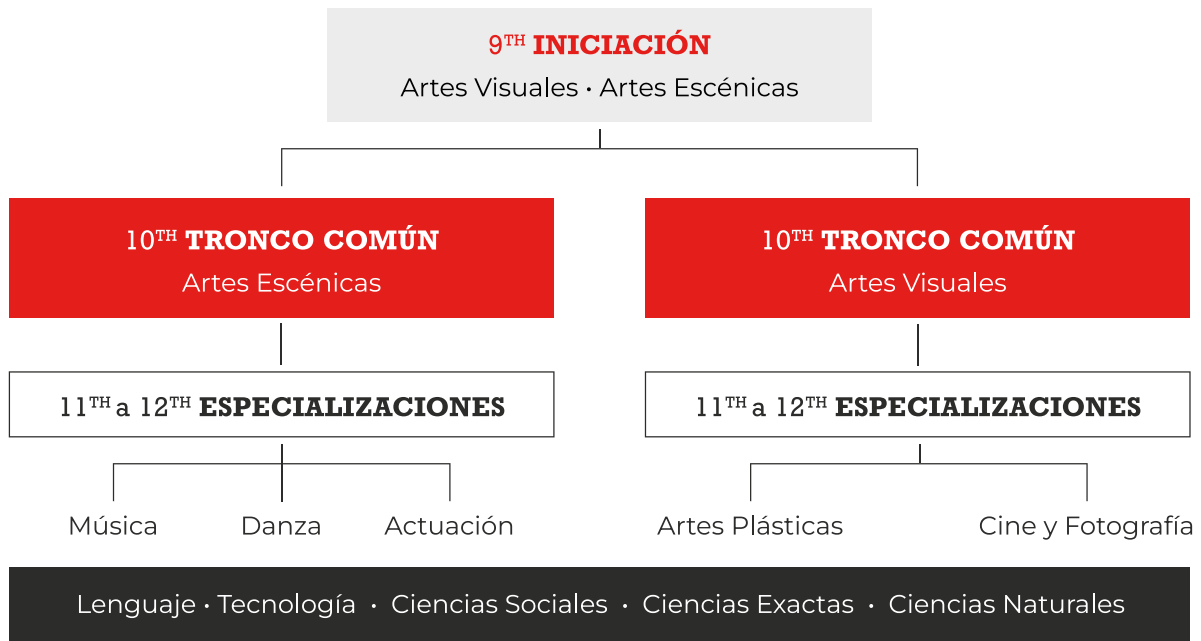 9TH INICIACIÓN
Artes Visuales · Artes Escénicas
10TH TRONCO COMÚN
Artes Escénicas
10TH TRONCO COMÚN
Artes Visuales
11TH a 12TH ESPECIALIZACIONES
11TH a 12TH ESPECIALIZACIONES
Música
Danza
Actuación
Artes Plásticas
Cine y Fotografía
Lenguaje · Tecnología · Ciencias Sociales · Ciencias Exactas · Ciencias Naturales